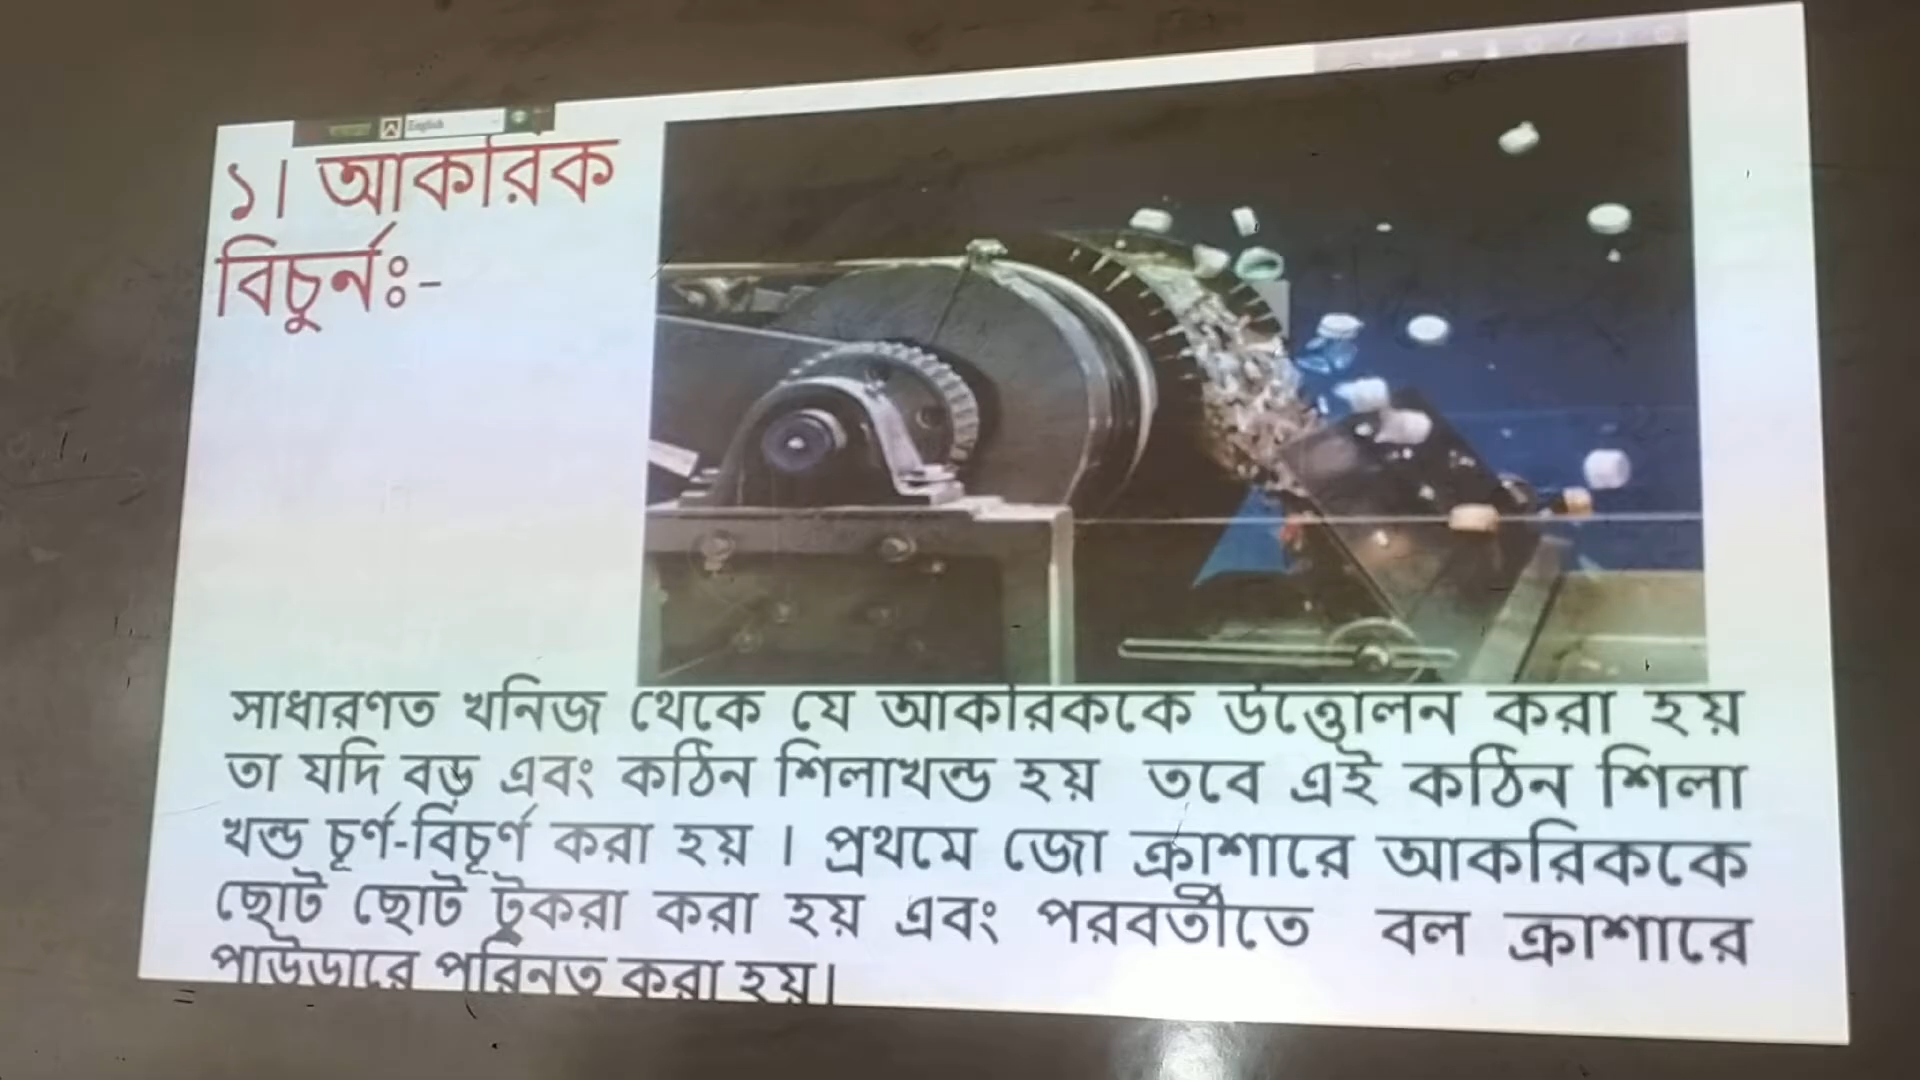 English
১। আকরিক
বিচুর্নঃ-
সাধারণত খনিজ থেকে যে আকরিককে উত্তোলন করা হয়
তা যদি বড় এবং কঠিন শিলাখন্ড হয় তবে এই কঠিন শিলা
খন্ড চূর্ণ-বিচূর্ণ করা হয় । প্রথমে জো ক্রাশারে আকরিককে
ছোট ছোট টুকরা করা হয় এবং পরবর্তীতে বল ক্রাশারে
পাউডারে পরিনত করা হয়।